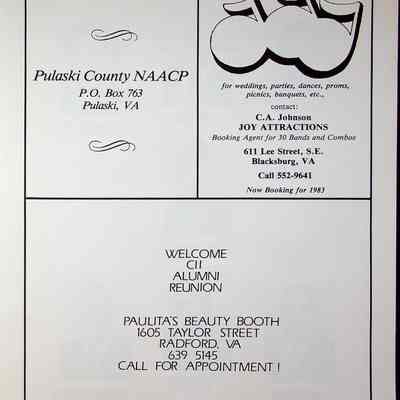 Pulaski County NAACP
P.O. Box 763
Pulaski, VA
for weddings, parties, dances, proms,
picnics, banquets, etc.,
contact:
C.A. Johnson
JOY ATTRACTIONS
Booking Agent for 30 Bands and Combos
611 Lee Street, S.E.
Blacksburg, VA
Call 552-9641
Now Booking for 1983
WELCOME
CII
ALUMNI
REUNION
PAULITA'S BEAUTY BOOTH
1605 TAYLOR STREET
RADFORD, VA
639 5145
CALL FOR APPOINTMENT !